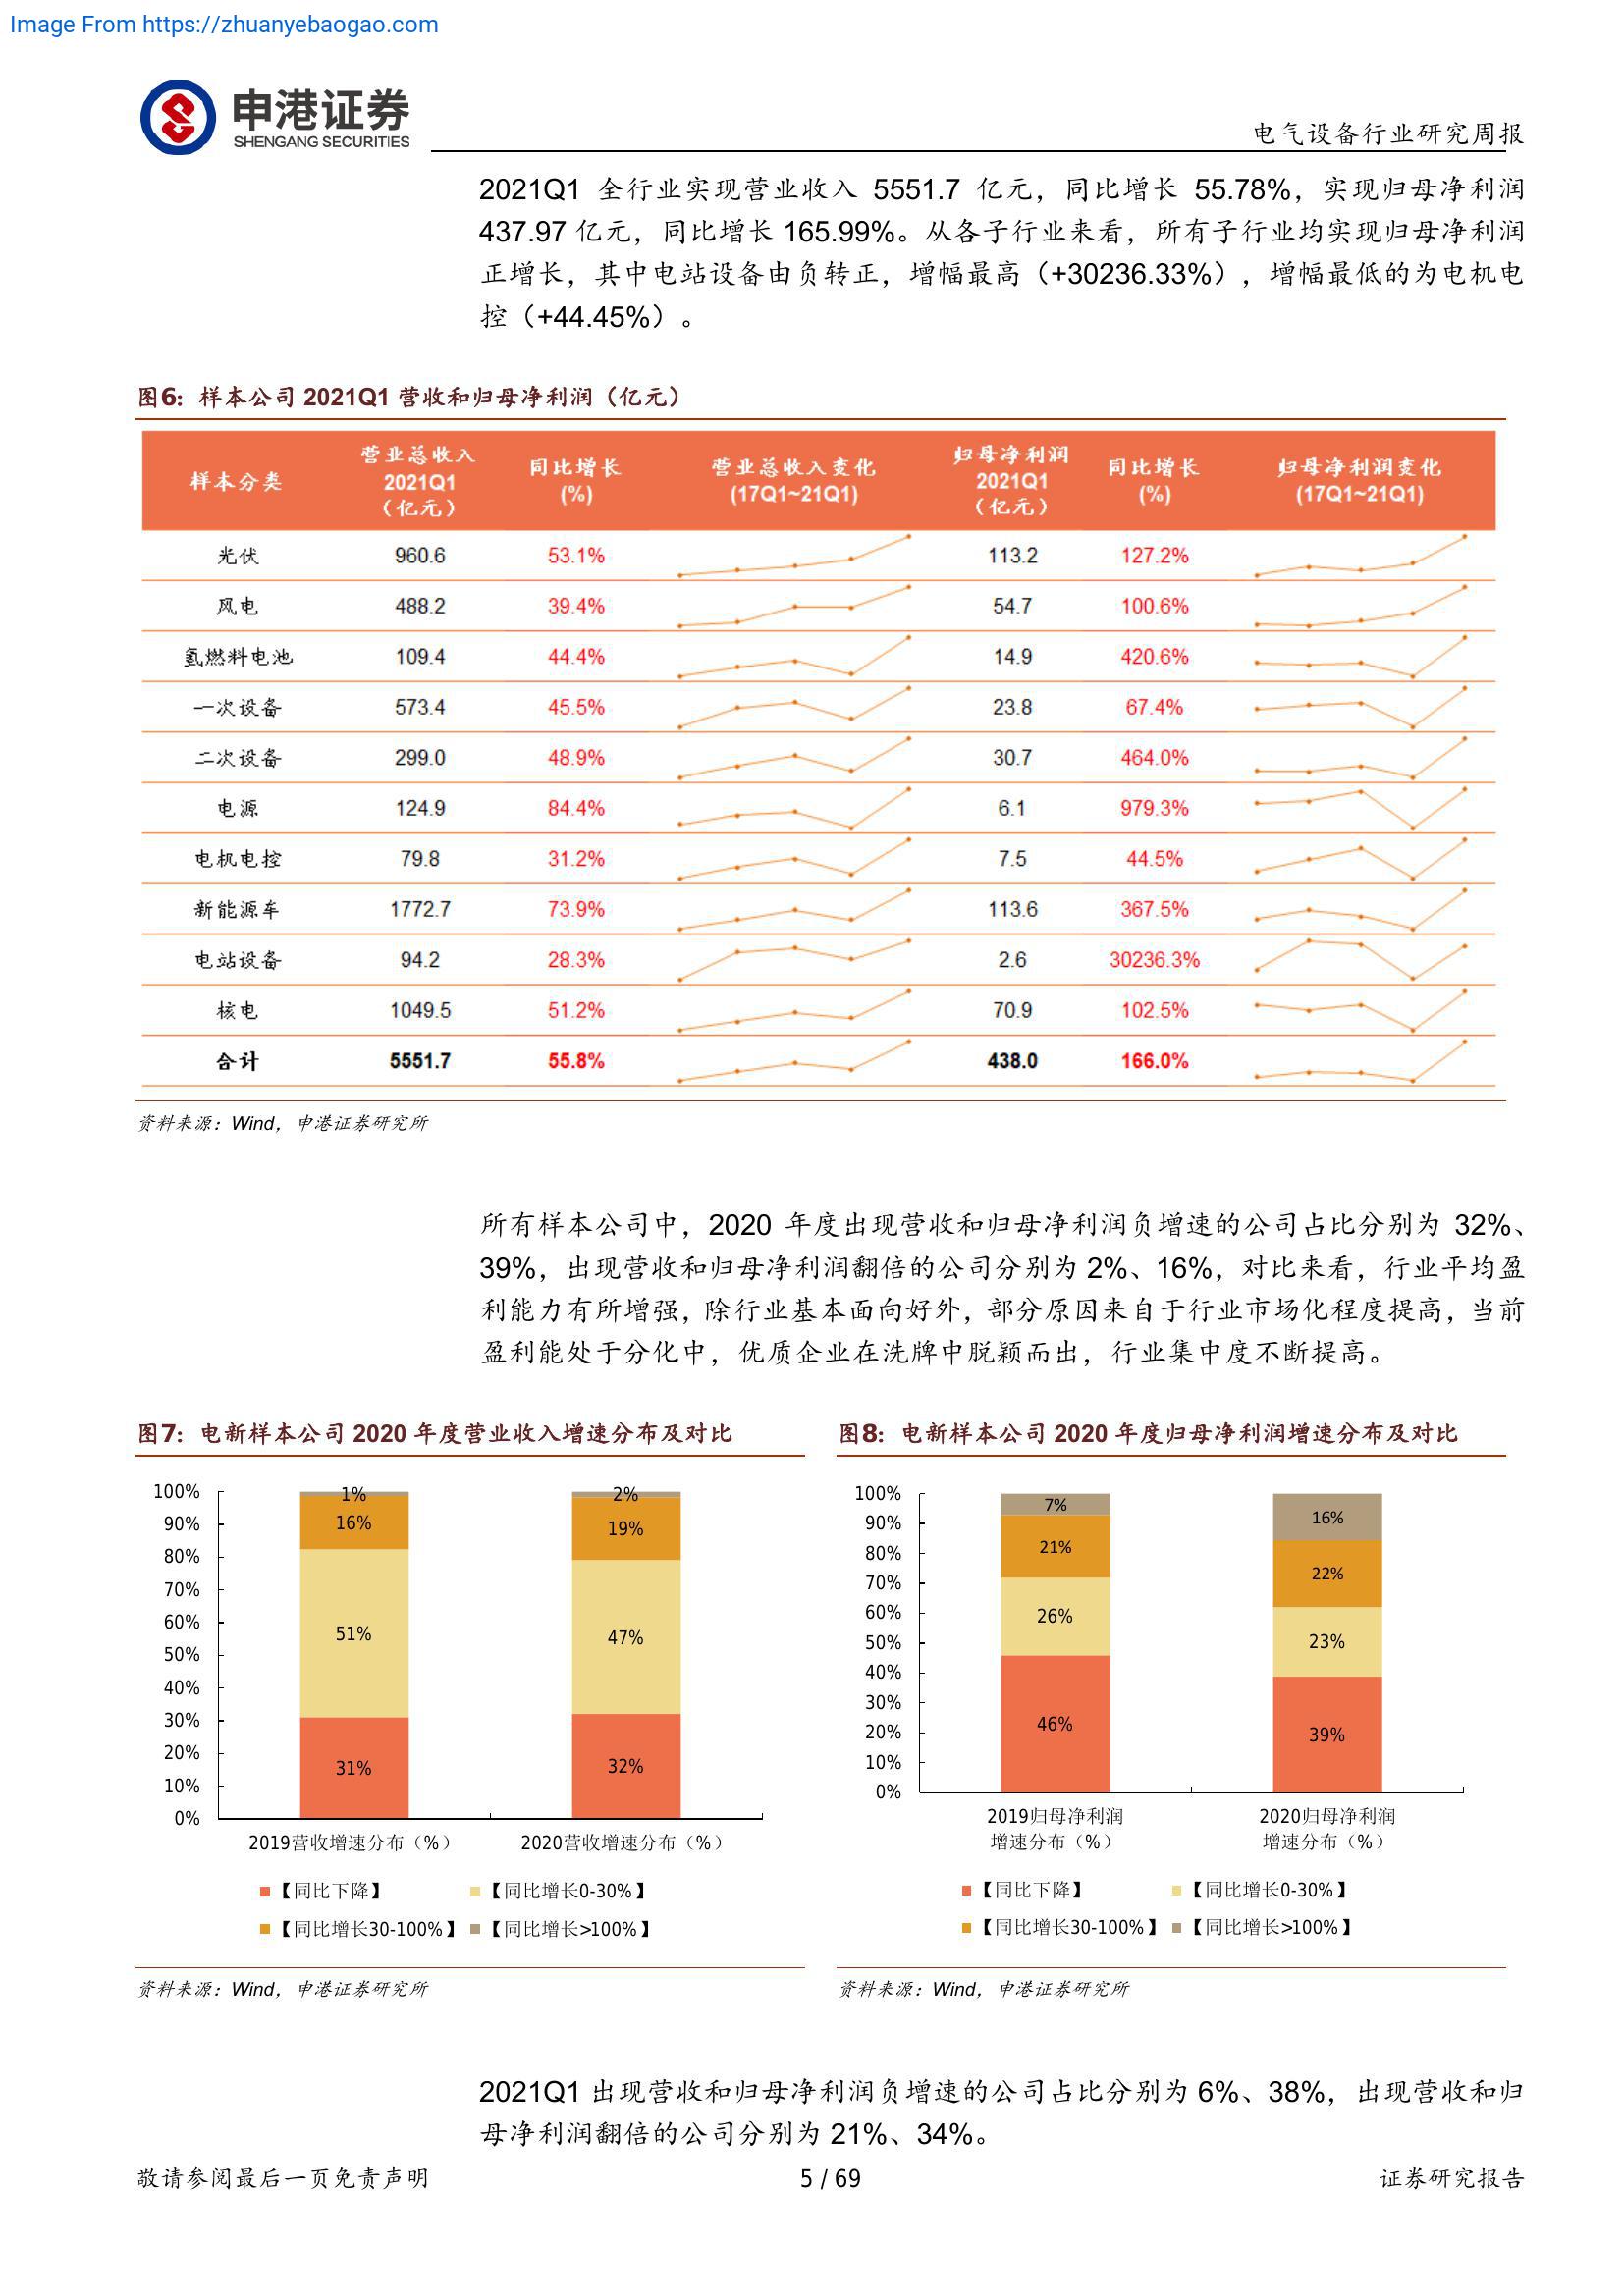 Image From https://zhuanyebaogao.com
申港证券
SHENGANG SECURITIES
电气设备行业研究周报
2021Q1 全行业实现营业收入 5551.7 亿元，同比增长 55.78%，实现归母净利润
437.97 亿元，同比增长 165.99%。从各子行业来看，所有子行业均实现归母净利润
正增长，其中电站设备由负转正，增幅最高（+30236.33%），增幅最低的为电机电
控（+44.45%）。
图6：样本公司 2021Q1 营收和归母净利润（亿元）
样本分类 营业总收入 2021Q1 （亿元） 同比增长 (%) 营业总收入变化 (17Q1~21Q1) 归母净利润 2021Q1 （亿元） 同比增长 (%) 归母净利润变化 (17Q1~21Q1)
光伏 960.6 53.1% 113.2 127.2%
风电 488.2 39.4% 54.7 100.6%
氢燃料电池 109.4 44.4% 14.9 420.6%
一次设备 573.4 45.5% 23.8 67.4%
二次设备 299.0 48.9% 30.7 464.0%
电源 124.9 84.4% 6.1 979.3%
电机电控 79.8 31.2% 7.5 44.5%
新能源车 1772.7 73.9% 113.6 367.5%
电站设备 94.2 28.3% 2.6 30236.3%
核电 1049.5 51.2% 70.9 102.5%
合计 5551.7 55.8% 438.0 166.0%
资料来源：Wind，申港证券研究所
所有样本公司中，2020 年度出现营收和归母净利润负增速的公司占比分别为 32%、
39%，出现营收和归母净利润翻倍的公司分别为 2%、16%，对比来看，行业平均盈
利能力有所增强，除行业基本面向好外，部分原因来自于行业市场化程度提高，当前
盈利能处于分化中，优质企业在洗牌中脱颖而出，行业集中度不断提高。
图7：电新样本公司 2020 年度营业收入增速分布及对比
100%
90%
80%
70%
60%
50%
40%
30%
20%
10%
0%
1% 2%
16% 19%
51% 47%
31% 32%
2019营收增速分布（%） 2020营收增速分布（%）
【同比下降】 【同比增长0-30%】
【同比增长30-100%】 【同比增长>100%】
资料来源：Wind，申港证券研究所
图8：电新样本公司 2020 年度归母净利润增速分布及对比
100%
90%
80%
70%
60%
50%
40%
30%
20%
10%
0%
7% 16%
21% 22%
26% 23%
46% 39%
2019归母净利润 2020归母净利润
增速分布（%） 增速分布（%）
【同比下降】 【同比增长0-30%】
【同比增长30-100%】 【同比增长>100%】
资料来源：Wind，申港证券研究所
2021Q1 出现营收和归母净利润负增速的公司占比分别为 6%、38%，出现营收和归
母净利润翻倍的公司分别为 21%、34%。
敬请参阅最后一页免责声明 5 / 69 证券研究报告